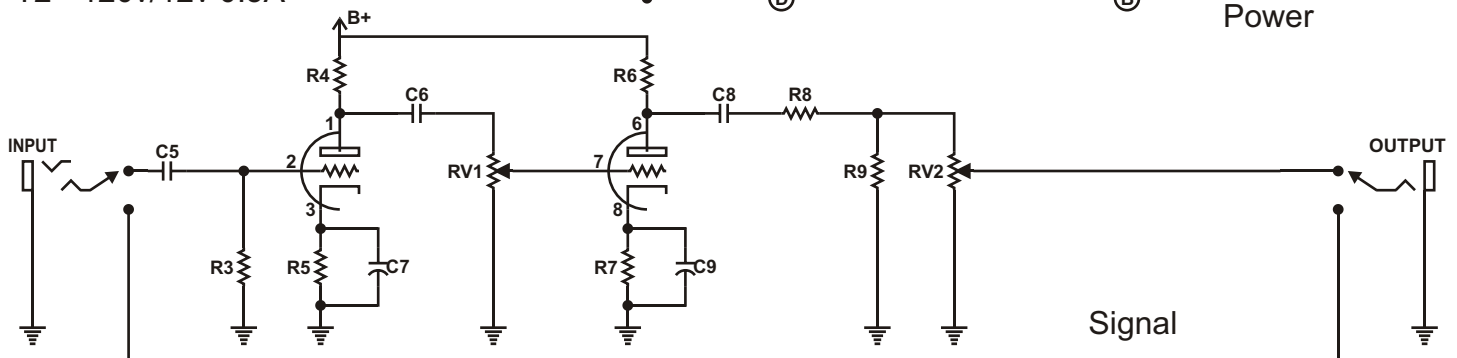 B+
Power
R4
R6
C6
C8
R8
1
6
INPUT
C5
2
RV1
7
R9
RV2
OUTPUT
3
8
R3
R5
C7
R7
C9
Signal